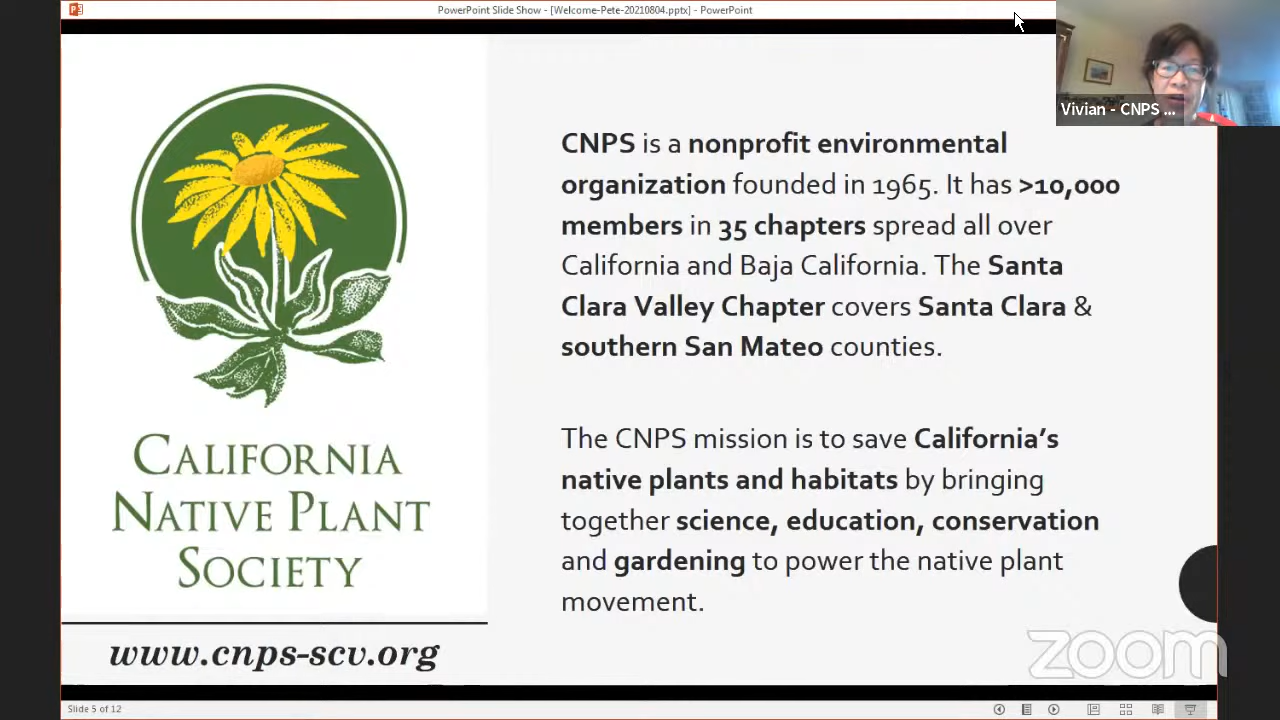 PowerPoint Slide Show - [Welcome-Pete-20210804.pptx] - PowerPoint
Vivian - CNPS ...
CNPS is a nonprofit environmental
organization founded in 1965. It has >10,000
members in 35 chapters spread all over
California and Baja California. The Santa
Clara Valley Chapter covers Santa Clara &
southern San Mateo counties.
The CNPS mission is to save California’s
native plants and habitats by bringing
together science, education, conservation
and gardening to power the native plant
movement.
CALIFORNIA
NATIVE PLANT
SOCIETY
www.cnps-scv.org
zoom
Slide 5 of 12